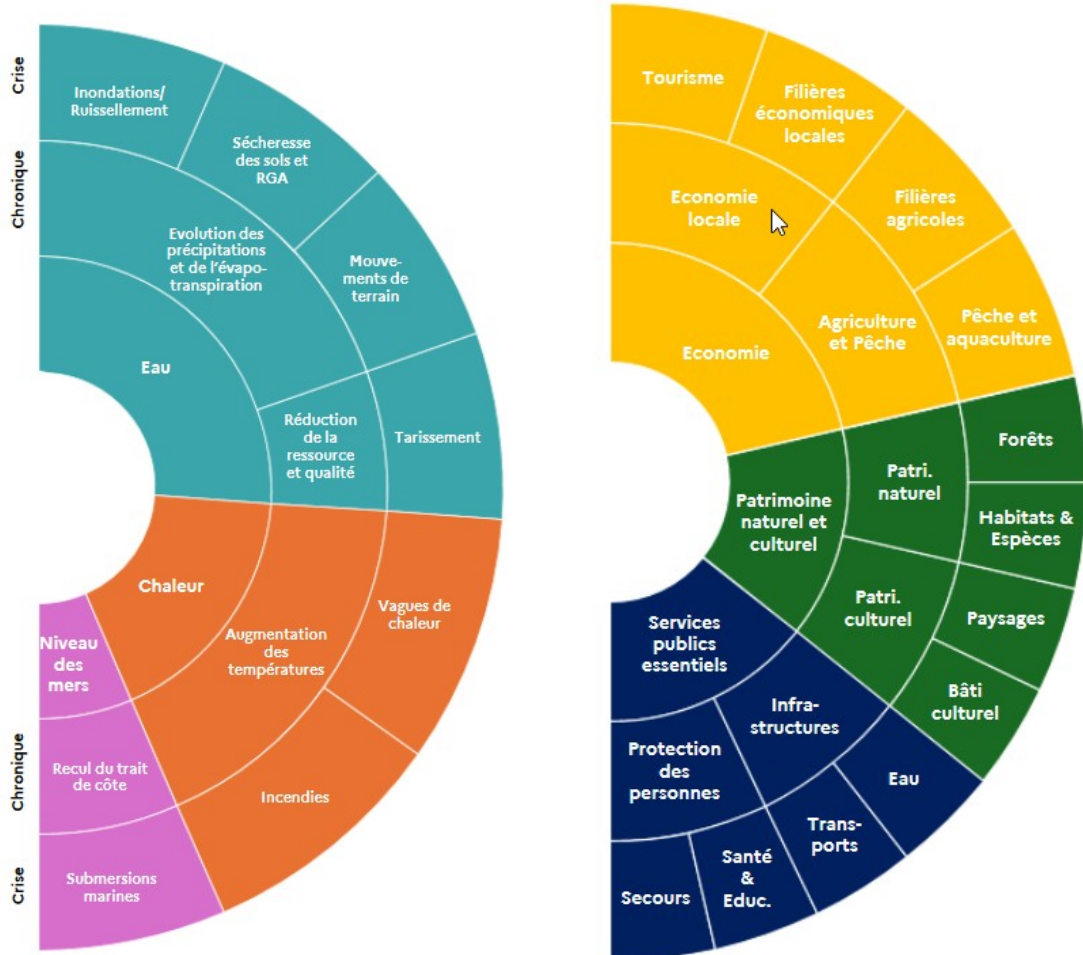 Crise
Inondations/
Ruissellement
Sécheresse
des sols et
RGA
Chronique
Evolution des
précipitations
et de l'évapo-
transpiration
Mouve-
ments de
terrain
Eau
Réduction
de la
ressource
et qualité
Tarissement
Chaleur
Augmentation
des
températures
Vagues de
chaleur
Incendies
Niveau
des
mers
Chronique
Recul du trait
de côte
Crise
Submersions
marines
Tourisme
Filières
économiques
locales
Economie
locale
Filières
agricoles
Economie
Agriculture
et Pêche
Pêche et
aquaculture
Patrimoine
naturel et
culturel
Patri.
naturel
Forêts
Habitats &
Espèces
Patri.
culturel
Paysages
Bâti
culturel
Services
publics
essentiels
Infra-
structures
Eau
Trans-
ports
Protection
des
personnes
Santé
&
Educ.
Secours